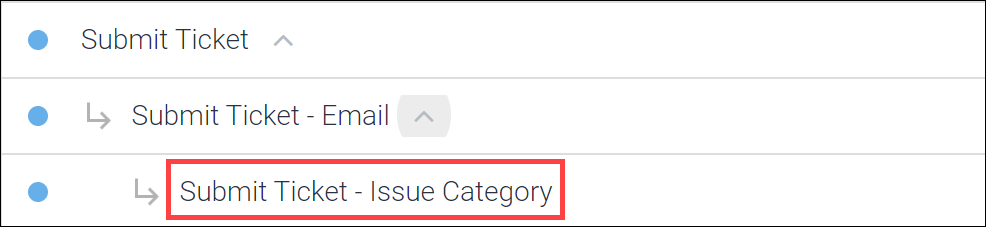 Submit Ticket
Submit Ticket - Email
Submit Ticket - Issue Category